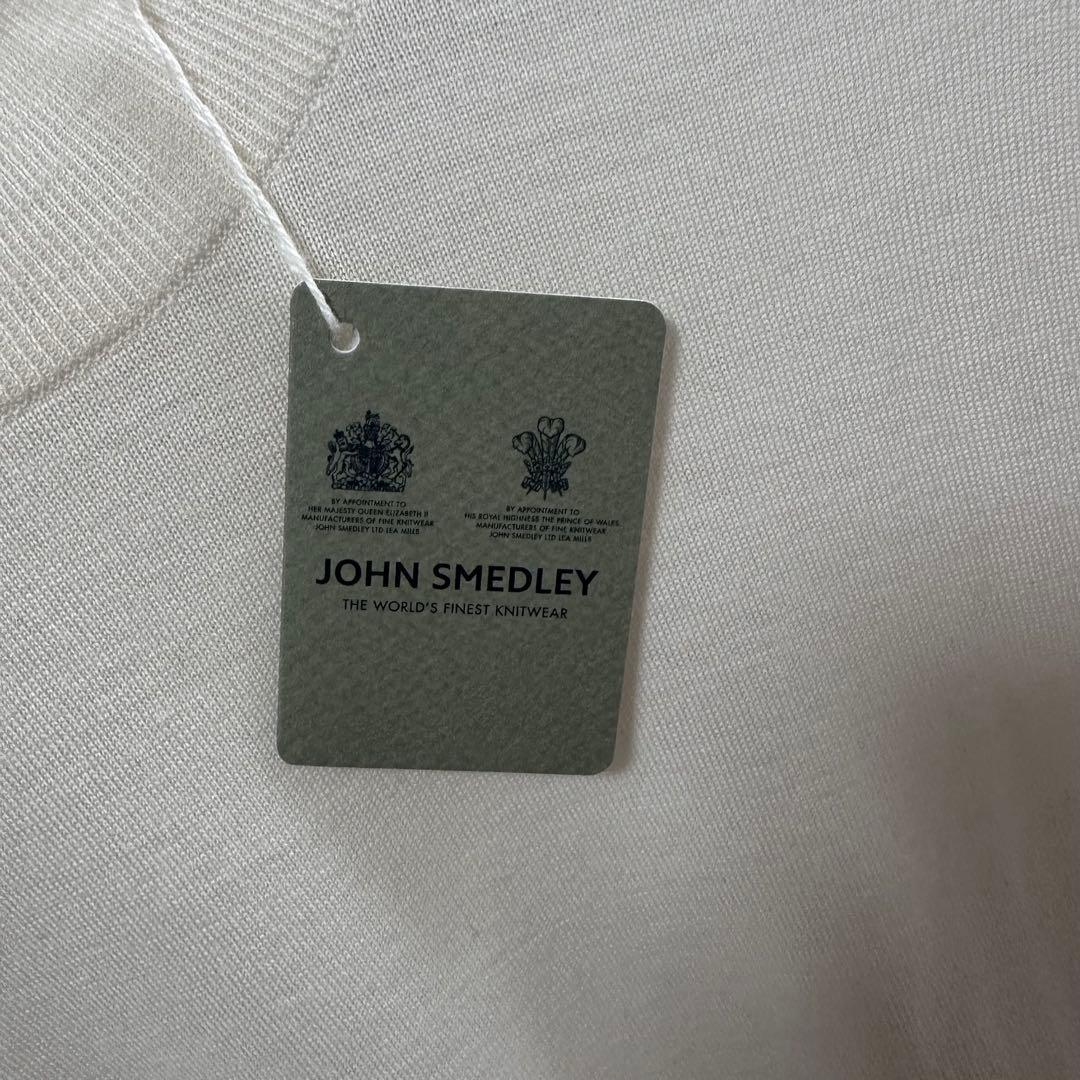 BY APPOINTMENT TO
HER MAJESTY QUEEN ELIZABETH II
MANUFACTURERS OF FINE KNITWEAR
JOHN SMEDLEY LTD LEA MILLS
BY APPOINTMENT TO
HIS ROYAL HIGHNESS THE PRINCE OF WALES
MANUFACTURERS OF FINE KNITWEAR
JOHN SMEDLEY LTD LEA MILLS
JOHN SMEDLEY
THE WORLD'S FINEST KNITWEAR